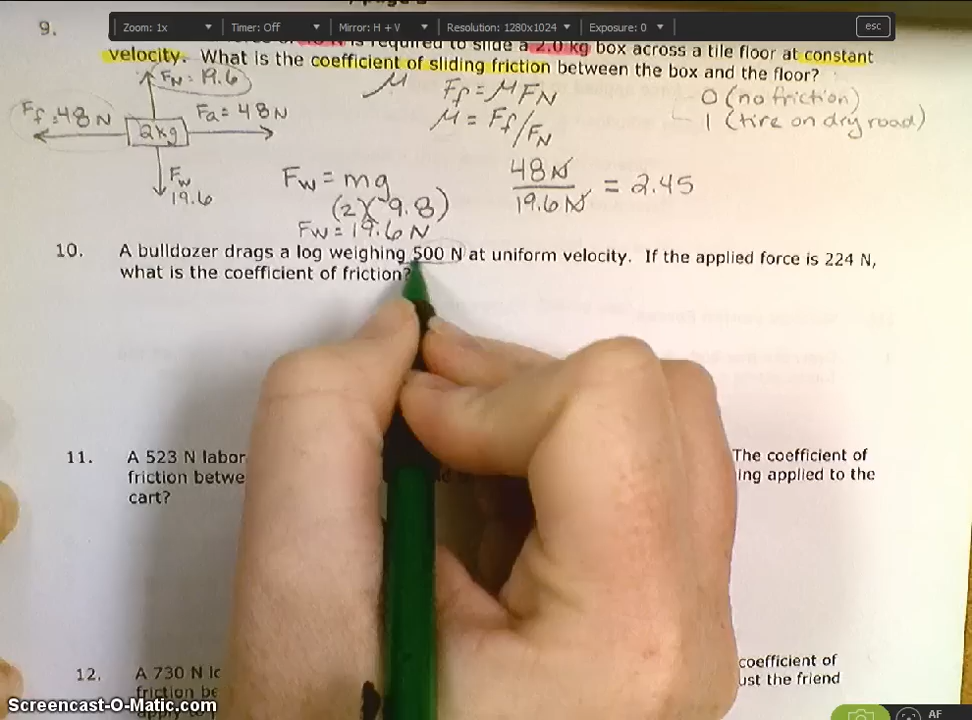 Zoom: 1x Timer: Off Mirror: H + V Resolution: 1280x1024 Exposure: 0 esc
9.
is required to slide a 2.0 kg box across a tile floor at constant
velocity. What is the coefficient of sliding friction between the box and the floor?
FN = 19.6
μ
Ff = μFN
0 (no friction)
Ff = 48 N
Fa = 48N
2kg
μ = Ff/FN
1 (tire on dry road)
Fw
19.6
Fw = mg
(2)(-9.8)
Fw = 19.6 N
48N
19.6N
= 2.45
10. A bulldozer drags a log weighing 500 N at uniform velocity. If the applied force is 224 N,
what is the coefficient of friction?
11. A 523 N labor The coefficient of
friction betwe ing applied to the
cart?
12. A 730 N coefficient of
friction be ust the friend
Screencast-O-Matic.com
AF